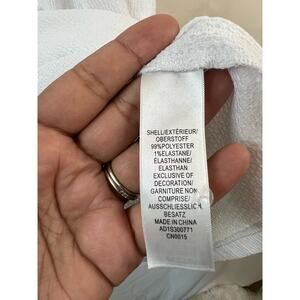 SHELL/EXTÉRIEUR/
OBERSTOFF
99%POLYESTER
1%ELASTANE/
ÉLASTHANNE/
ELASTHAN
EXCLUSIVE OF
DECORATION/
GARNITURE NON
COMPRISE/
AUSSCHLIESSLICH
BESATZ
MADE IN CHINA
AD1S300771
CN0015